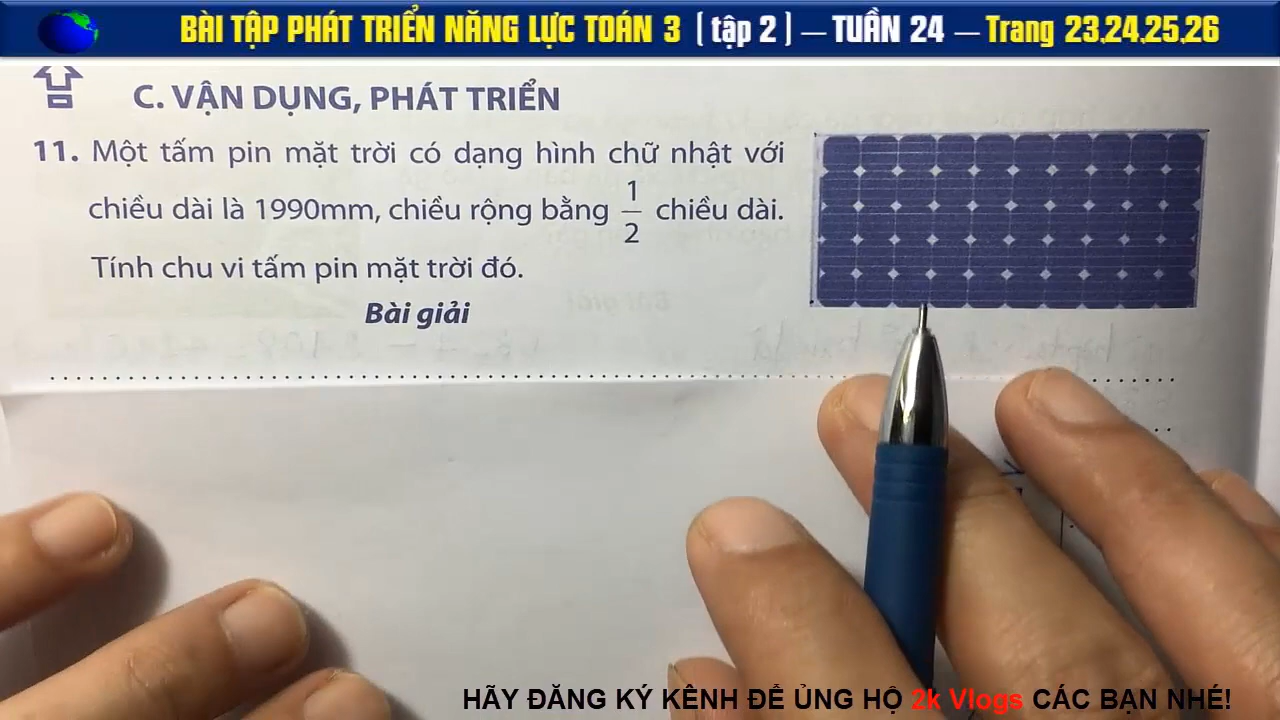 BÀI TẬP PHÁT TRIỂN NĂNG LỰC TOÁN 3 ( tập 2 ) – TUẦN 24 – Trang 23,24,25,26
C. VẬN DỤNG, PHÁT TRIỂN
11. Một tấm pin mặt trời có dạng hình chữ nhật với
chiều dài là 1990mm, chiều rộng bằng 1/2 chiều dài.
Tính chu vi tấm pin mặt trời đó.
Bài giải
HÃY ĐĂNG KÝ KÊNH ĐỂ ỦNG HỘ 2k Vlogs CÁC BẠN NHÉ!